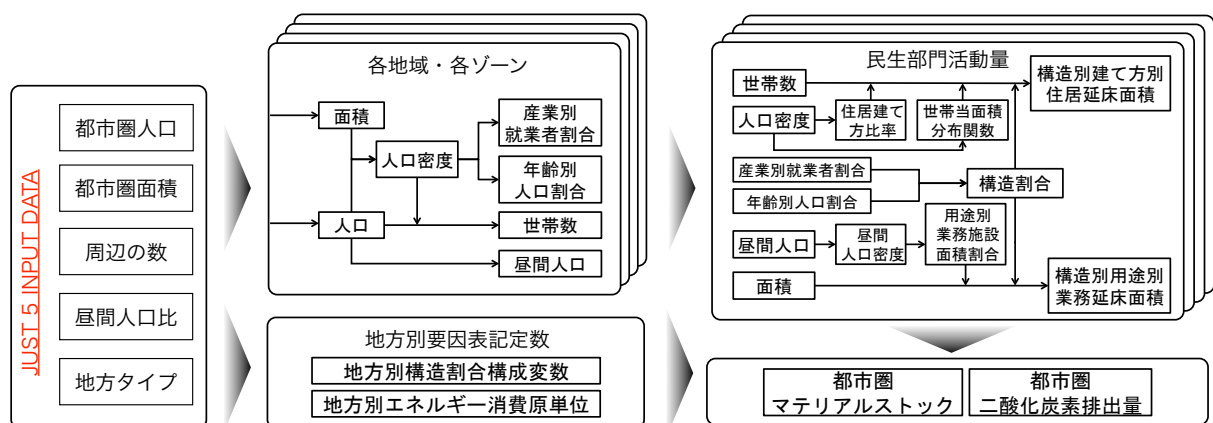 JUST 5 INPUT DATA
都市圏人口
都市圏面積
周辺の数
昼間人口比
地方タイプ
各地域・各ゾーン
面積
人口密度
人口
産業別
就業者割合
年齢別
人口割合
世帯数
昼間人口
地方別要因表記定数
地方別構造割合構成変数
地方別エネルギー消費原単位
民生部門活動量
世帯数
人口密度
住居建て
方比率
世帯当面積
分布関数
構造別建て方別
住居延床面積
産業別就業者割合
年齢別人口割合
構造割合
昼間人口
昼間
人口密度
用途別
業務施設
面積割合
面積
構造別用途別
業務延床面積
都市圏
マテリアルストック
都市圏
二酸化炭素排出量